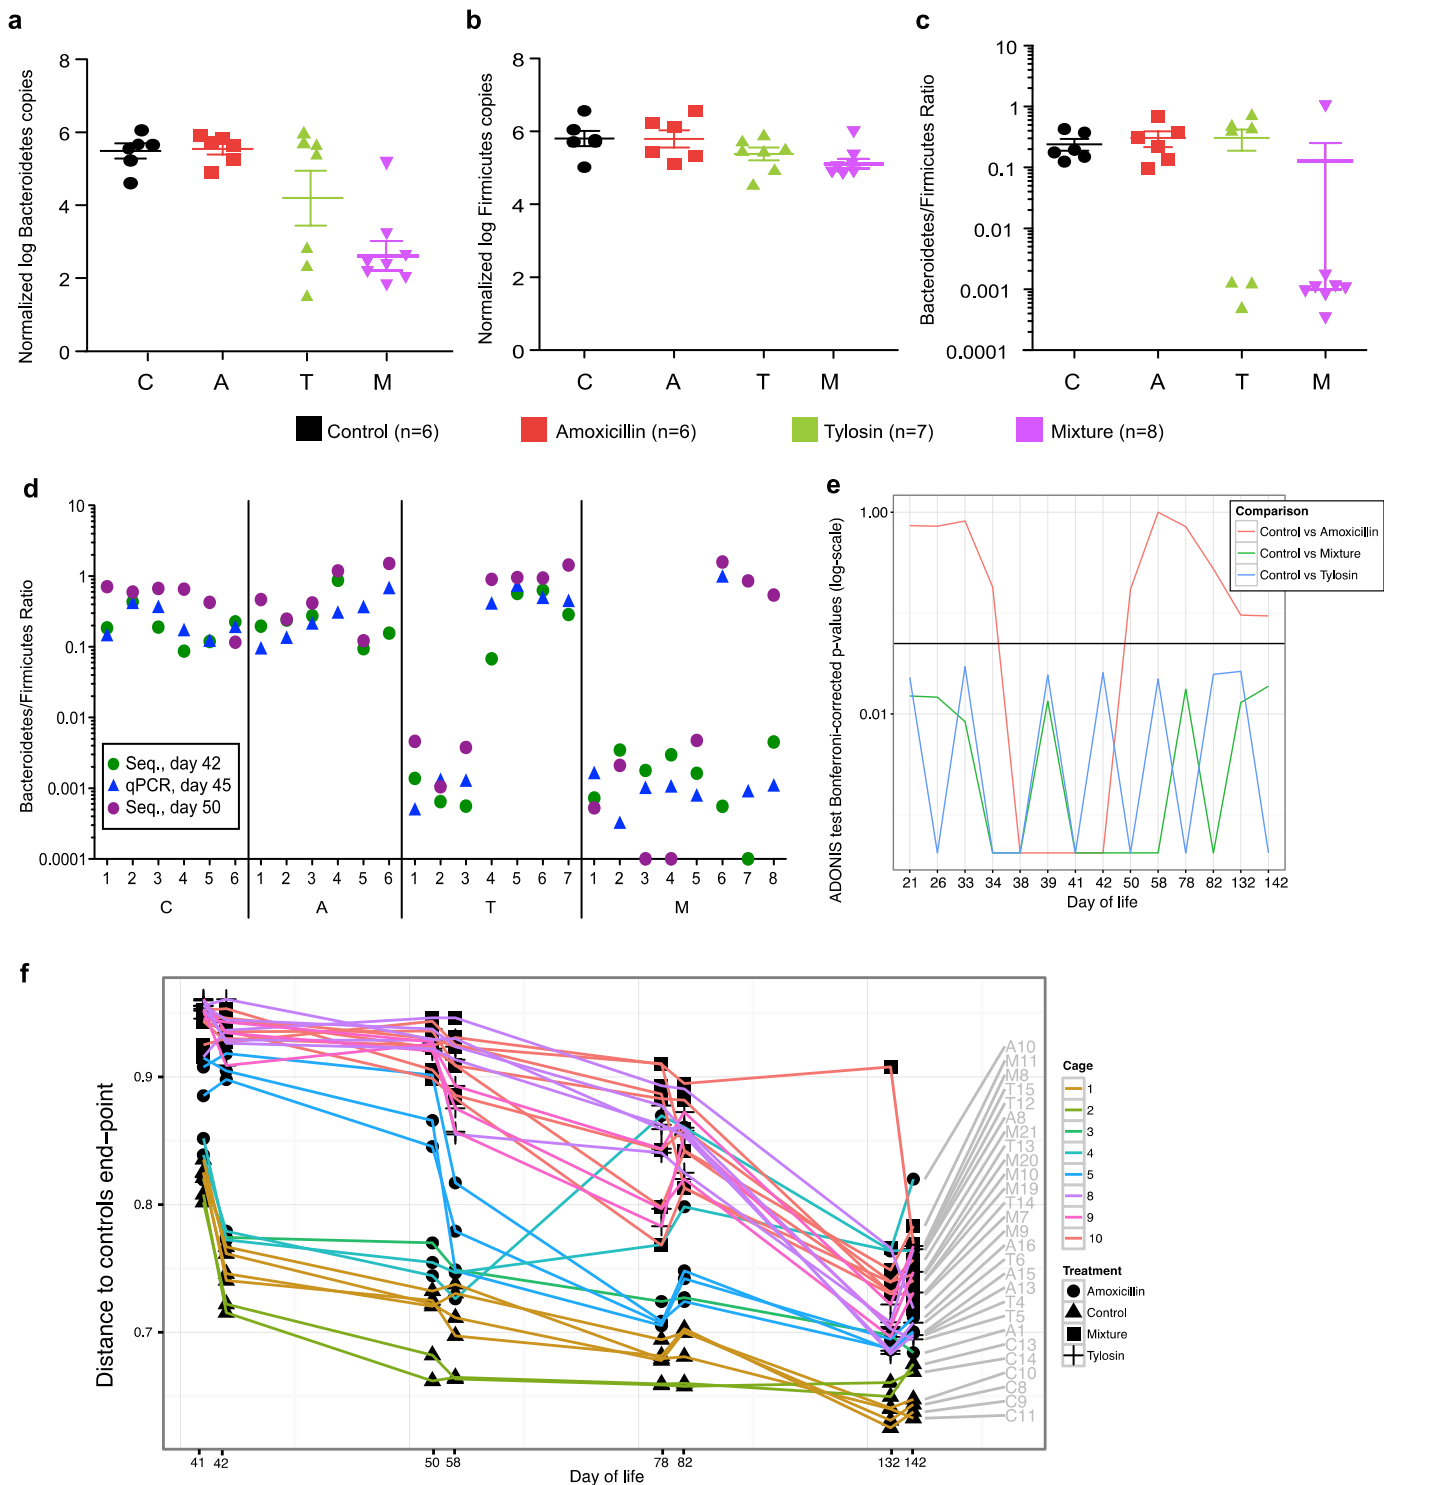 a
b
c
Normalized log Bacteroidetes copies
8
6
4
2
0
C A T M
Normalized log Firmicutes copies
8
6
4
2
0
C A T M
Bacteroidetes/Firmicutes Ratio
10
1
0.1
0.01
0.001
0.0001
C A T M
Control (n=6) Amoxicillin (n=6) Tylosin (n=7) Mixture (n=8)
d
Bacteroidetes/Firmicutes Ratio
10
1
0.1
0.01
0.001
0.0001
Seq., day 42
qPCR, day 45
Seq., day 50
1 2 3 4 5 6 1 2 3 4 5 6 1 2 3 4 5 6 7 1 2 3 4 5 6 7 8
C A T M
e
ADONIS test Bonferroni-corrected p-values (log-scale)
1.00
0.01
Comparison
Control vs Amoxicillin
Control vs Mixture
Control vs Tylosin
21 26 33 34 38 39 41 42 50 58 78 82 132 142
Day of life
f
Distance to controls end-point
0.9
0.8
0.7
41 42 50 58 78 82 132 142
Day of life
A10
M11
M8
T15
T12
A8
M21
T13
M20
M10
M19
T14
M7
M9
A16
T6
A15
A13
T4
T5
A1
C13
C14
C10
C8
C9
C11
Cage
1
2
3
4
5
8
9
10
Treatment
Amoxicillin
Control
Mixture
Tylosin